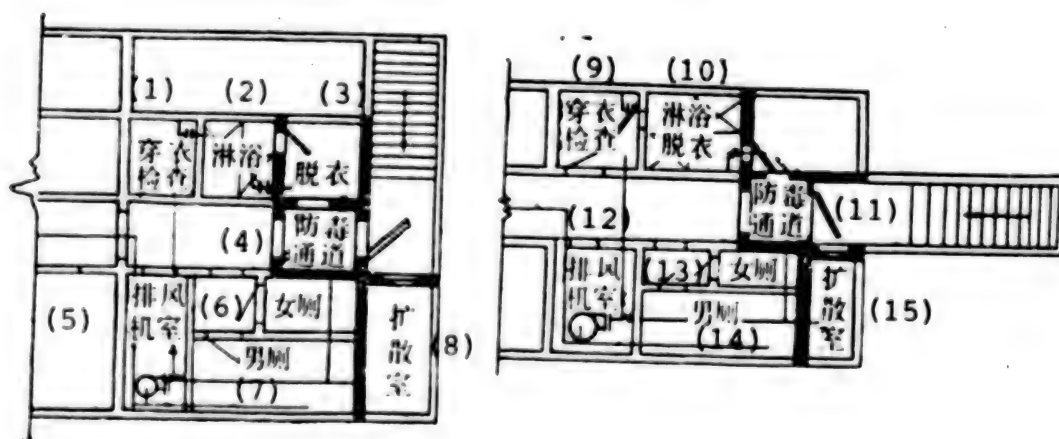 (1)
(2)
(3)
穿衣
检查
淋浴
脱衣
(4)
防毒
通道
(5)
排风
机室
(6)
女厕
男厕
(7)
扩
散
室
(8)
(9)
(10)
穿衣
检查
淋浴
脱衣
防毒
通道
(11)
(12)
排风
机室
(13)
女厕
男厕
(14)
扩
散
室
(15)